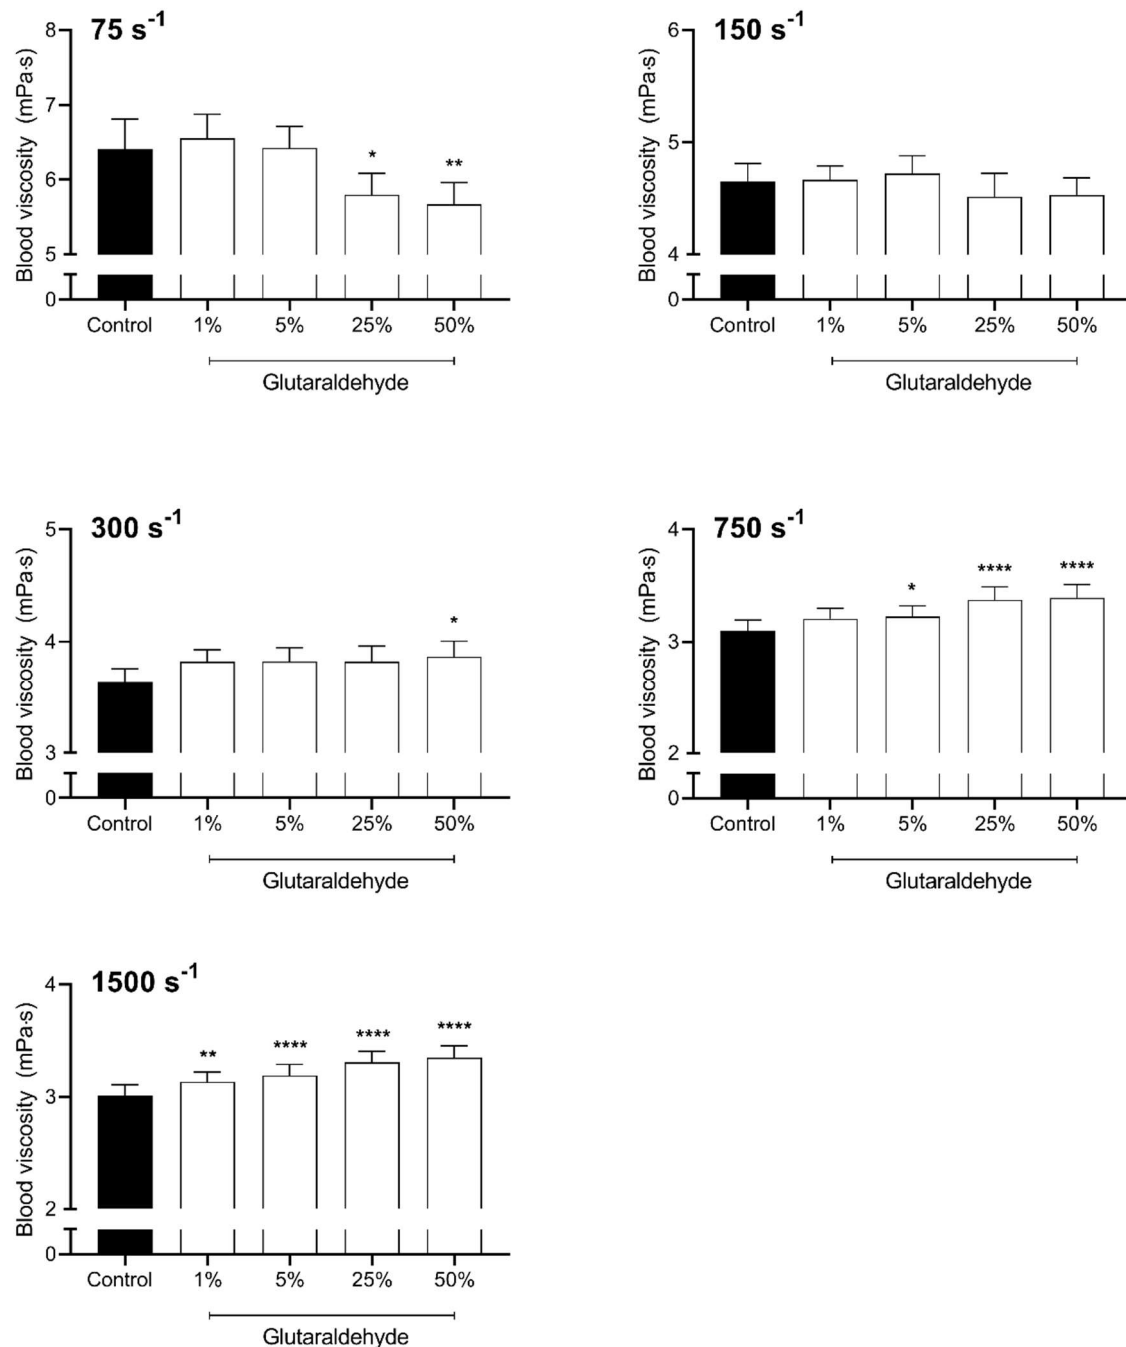 75 s⁻¹
Blood viscosity (mPa·s)
8
7
6
5
0
*
**
Control 1% 5% 25% 50%
Glutaraldehyde
150 s⁻¹
Blood viscosity (mPa·s)
6
5
4
0
Control 1% 5% 25% 50%
Glutaraldehyde
300 s⁻¹
Blood viscosity (mPa·s)
5
4
3
0
*
Control 1% 5% 25% 50%
Glutaraldehyde
750 s⁻¹
Blood viscosity (mPa·s)
4
3
2
0
* **** ****
Control 1% 5% 25% 50%
Glutaraldehyde
1500 s⁻¹
Blood viscosity (mPa·s)
4
3
2
0
** **** **** ****
Control 1% 5% 25% 50%
Glutaraldehyde